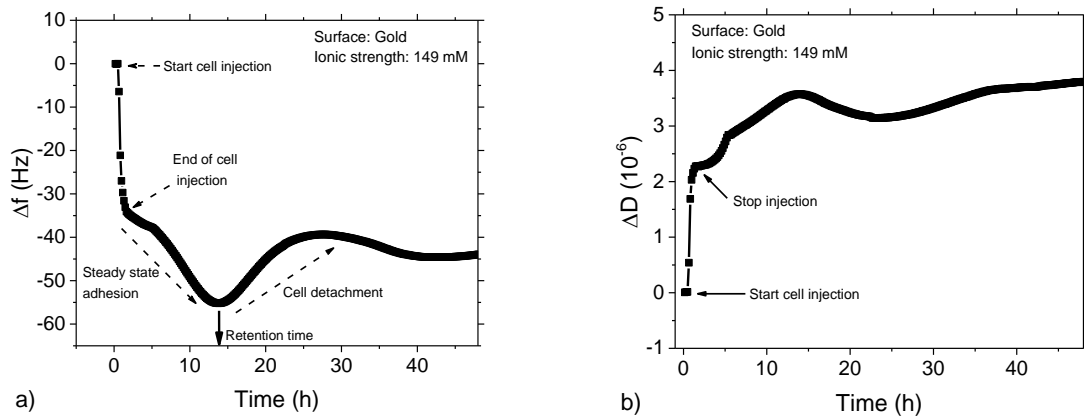 10
0
-10
-20
-30
-40
-50
-60
Δf (Hz)
0 10 20 30 40
Time (h)
Surface: Gold
Ionic strength: 149 mM
Start cell injection
End of cell
injection
Steady state
adhesion
Cell detachment
Retention time
a)
5
4
3
2
1
0
-1
ΔD (10⁻⁶)
0 10 20 30 40
Time (h)
Surface: Gold
Ionic strength: 149 mM
Stop injection
Start cell injection
b)